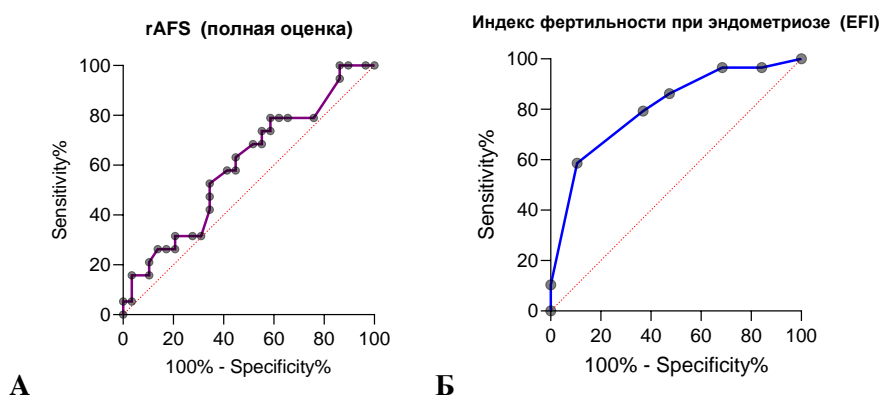 rAFS (полная оценка)
Sensitivity%
100
80
60
40
20
0
0 20 40 60 80 100
100% - Specificity%
А
Индекс фертильности при эндометриозе (EFI)
Sensitivity%
100
80
60
40
20
0
0 20 40 60 80 100
100% - Specificity%
Б